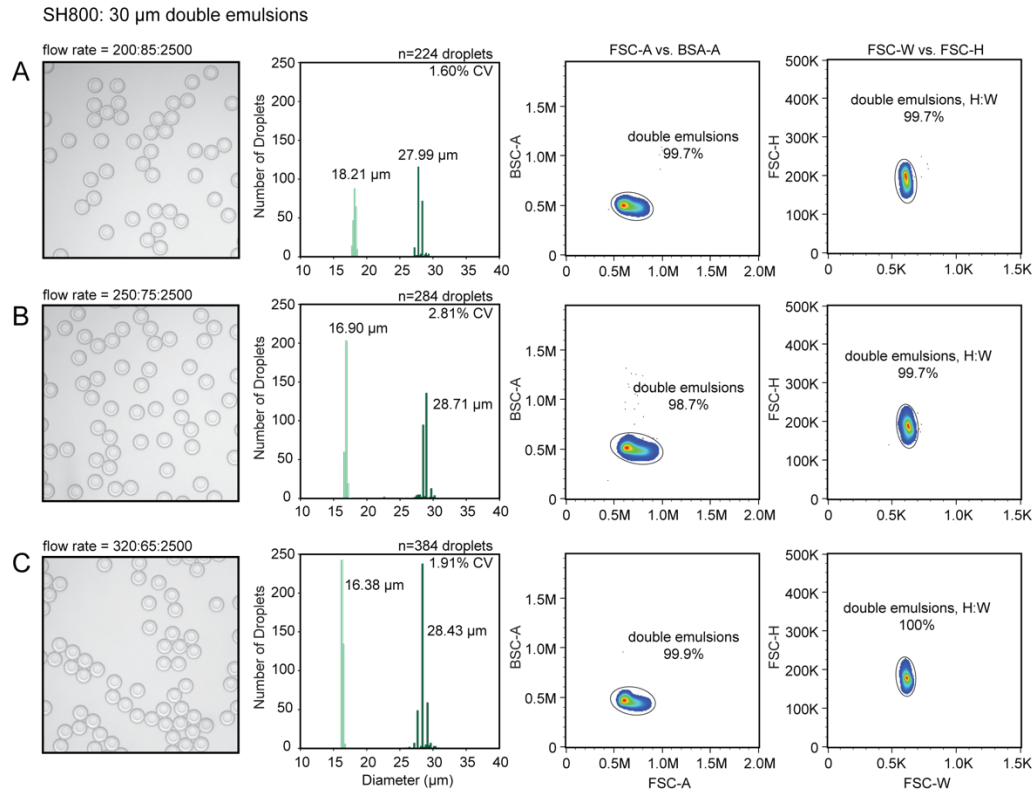 SH800: 30 µm double emulsions
A
flow rate = 200:85:2500
n=224 droplets
1.60% CV
18.21 µm
27.99 µm
Number of Droplets
250
200
150
100
50
0
10
15
20
25
30
35
40
FSC-A vs. BSA-A
double emulsions
99.7%
BSC-A
1.5M
1.0M
0.5M
0
0
0.5M
1.0M
1.5M
2.0M
FSC-W vs. FSC-H
double emulsions, H:W
99.7%
FSC-H
500K
400K
300K
200K
100K
0
0
0.5K
1.0K
1.5K
B
flow rate = 250:75:2500
n=284 droplets
2.81% CV
16.90 µm
28.71 µm
Number of Droplets
250
200
150
100
50
0
10
15
20
25
30
35
40
double emulsions
98.7%
BSC-A
1.5M
1.0M
0.5M
0
0
0.5M
1.0M
1.5M
2.0M
double emulsions, H:W
99.7%
FSC-H
500K
400K
300K
200K
100K
0
0
0.5K
1.0K
1.5K
C
flow rate = 320:65:2500
n=384 droplets
1.91% CV
16.38 µm
28.43 µm
Number of Droplets
250
200
150
100
50
0
10
15
20
25
30
35
40
Diameter (µm)
double emulsions
99.9%
BSC-A
1.5M
1.0M
0.5M
0
0
0.5M
1.0M
1.5M
2.0M
FSC-A
double emulsions, H:W
100%
FSC-H
500K
400K
300K
200K
100K
0
0
0.5K
1.0K
1.5K
FSC-W